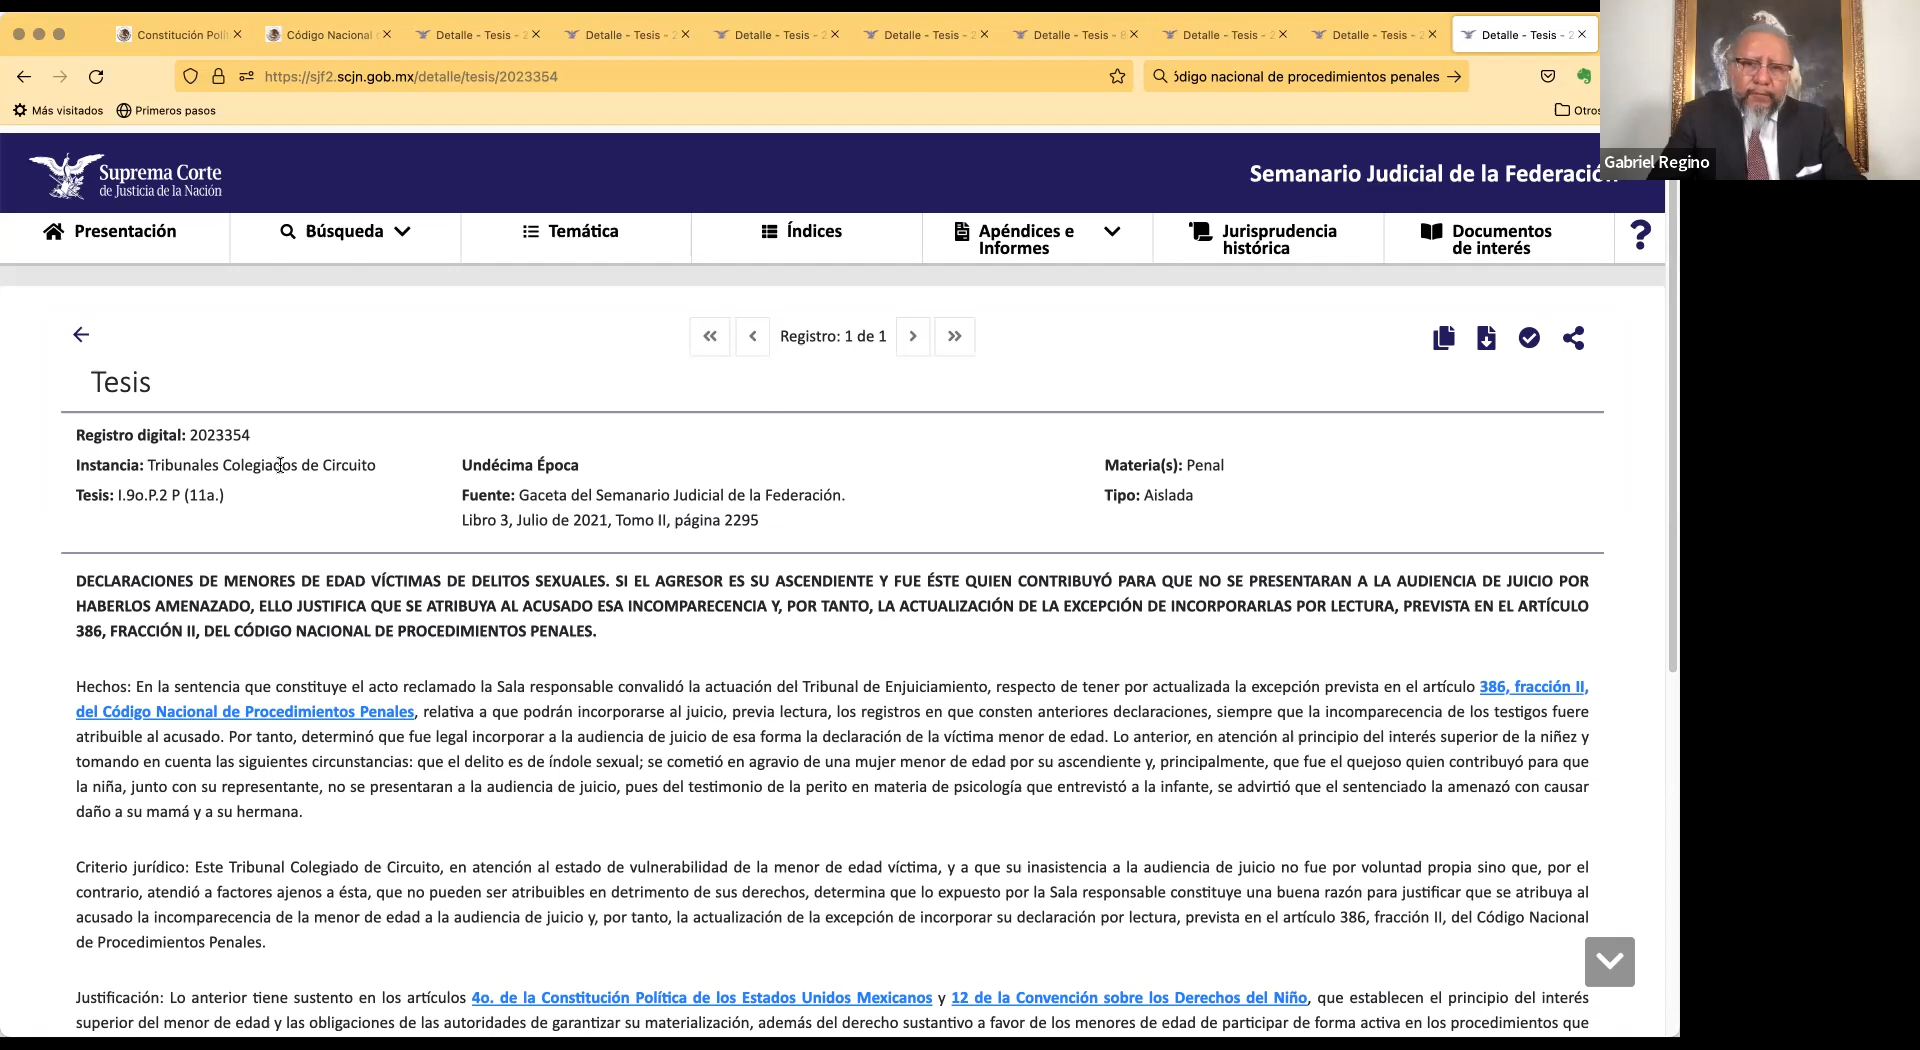 Constitución Polít
Código Nacional d
Detalle - Tesis - 2
Detalle - Tesis - 2
Detalle - Tesis - 2
Detalle - Tesis - 2
Detalle - Tesis - 8
Detalle - Tesis - 2
Detalle - Tesis - 2
Detalle - Tesis - 2
https://sjf2.scjn.gob.mx/detalle/tesis/2023354
ódigo nacional de procedimientos penales
Más visitados
Primeros pasos
Otros
Gabriel Regino
Suprema Corte
de Justicia de la Nación
Semanario Judicial de la Federación
Presentación
Búsqueda
Temática
Índices
Apéndices e
Informes
Jurisprudencia
histórica
Documentos
de interés
?
Registro: 1 de 1
Tesis
Registro digital: 2023354
Instancia: Tribunales Colegiados de Circuito
Undécima Época
Materia(s): Penal
Tesis: I.9o.P.2 P (11a.)
Fuente: Gaceta del Semanario Judicial de la Federación.
Libro 3, Julio de 2021, Tomo II, página 2295
Tipo: Aislada
DECLARACIONES DE MENORES DE EDAD VÍCTIMAS DE DELITOS SEXUALES. SI EL AGRESOR ES SU ASCENDIENTE Y FUE ÉSTE QUIEN CONTRIBUYÓ PARA QUE NO SE PRESENTARAN A LA AUDIENCIA DE JUICIO POR
HABERLOS AMENAZADO, ELLO JUSTIFICA QUE SE ATRIBUYA AL ACUSADO ESA INCOMPARECENCIA Y, POR TANTO, LA ACTUALIZACIÓN DE LA EXCEPCIÓN DE INCORPORARLAS POR LECTURA, PREVISTA EN EL ARTÍCULO
386, FRACCIÓN II, DEL CÓDIGO NACIONAL DE PROCEDIMIENTOS PENALES.
Hechos: En la sentencia que constituye el acto reclamado la Sala responsable convalidó la actuación del Tribunal de Enjuiciamiento, respecto de tener por actualizada la excepción prevista en el artículo 386, fracción II,
del Código Nacional de Procedimientos Penales, relativa a que podrán incorporarse al juicio, previa lectura, los registros en que consten anteriores declaraciones, siempre que la incomparecencia de los testigos fuere
atribuible al acusado. Por tanto, determinó que fue legal incorporar a la audiencia de juicio de esa forma la declaración de la víctima menor de edad. Lo anterior, en atención al principio del interés superior de la niñez y
tomando en cuenta las siguientes circunstancias: que el delito es de índole sexual; se cometió en agravio de una mujer menor de edad por su ascendiente y, principalmente, que fue el quejoso quien contribuyó para que
la niña, junto con su representante, no se presentaran a la audiencia de juicio, pues del testimonio de la perito en materia de psicología que entrevistó a la infante, se advirtió que el sentenciado la amenazó con causar
daño a su mamá y a su hermana.
Criterio jurídico: Este Tribunal Colegiado de Circuito, en atención al estado de vulnerabilidad de la menor de edad víctima, y a que su inasistencia a la audiencia de juicio no fue por voluntad propia sino que, por el
contrario, atendió a factores ajenos a ésta, que no pueden ser atribuibles en detrimento de sus derechos, determina que lo expuesto por la Sala responsable constituye una buena razón para justificar que se atribuya al
acusado la incomparecencia de la menor de edad a la audiencia de juicio y, por tanto, la actualización de la excepción de incorporar su declaración por lectura, prevista en el artículo 386, fracción II, del Código Nacional
de Procedimientos Penales.
Justificación: Lo anterior tiene sustento en los artículos 4o. de la Constitución Política de los Estados Unidos Mexicanos y 12 de la Convención sobre los Derechos del Niño, que establecen el principio del interés
superior del menor de edad y las obligaciones de las autoridades de garantizar su materialización, además del derecho sustantivo a favor de los menores de edad de participar de forma activa en los procedimientos que